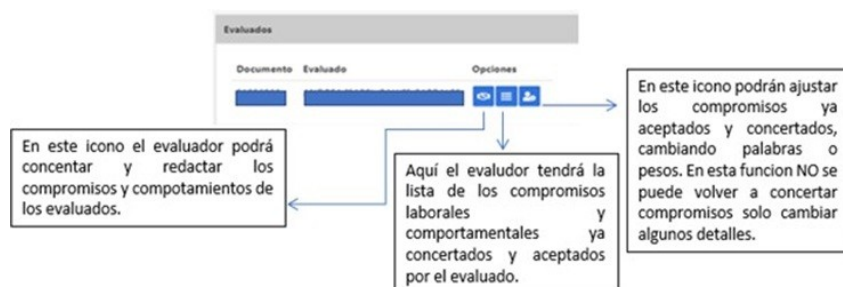 Evaluados
Documento Evaluado Opciones
En este icono el evaluador podrá
concentar y redactar los
compromisos y compotamientos de
los evaluados.
Aquí el evaludor tendrá la
lista de los compromisos
laborales y
comportamentales ya
concertados y aceptados
por el evaluado.
En este icono podrán ajustar
los compromisos ya
aceptados y concertados,
cambiando palabras o
pesos. En esta funcion NO se
puede volver a concertar
compromisos solo cambiar
algunos detalles.